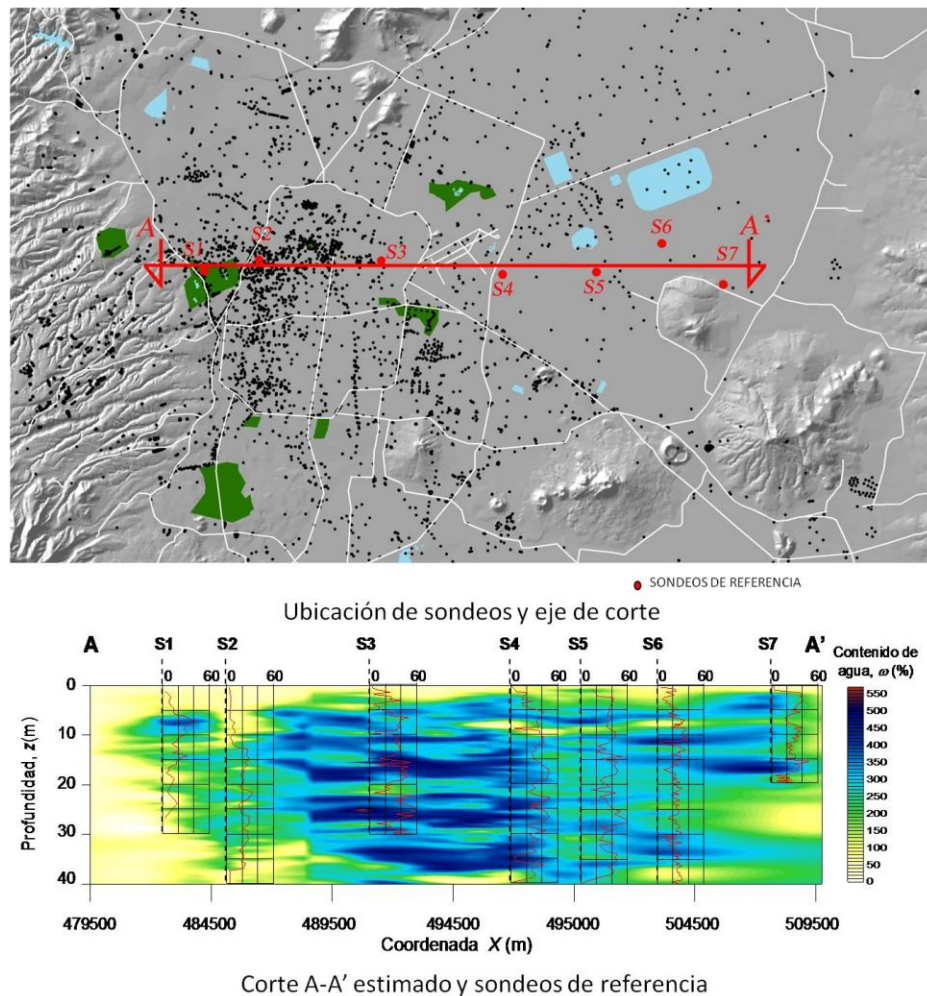 A A'
S1 S2 S3 S4 S5 S6 S7
SONDEOS DE REFERENCIA
Ubicación de sondeos y eje de corte
A S1 S2 S3 S4 S5 S6 S7 A'
0 60 0 60 0 60 0 60 0 60 0 60 0 60
Contenido de
agua, ω (%)
Profundidad, z(m)
0
10
20
30
40
550
500
450
400
350
300
250
200
150
100
50
0
479500 484500 489500 494500 495000 504500 509500
Coordenada X (m)
Corte A-A' estimado y sondeos de referencia